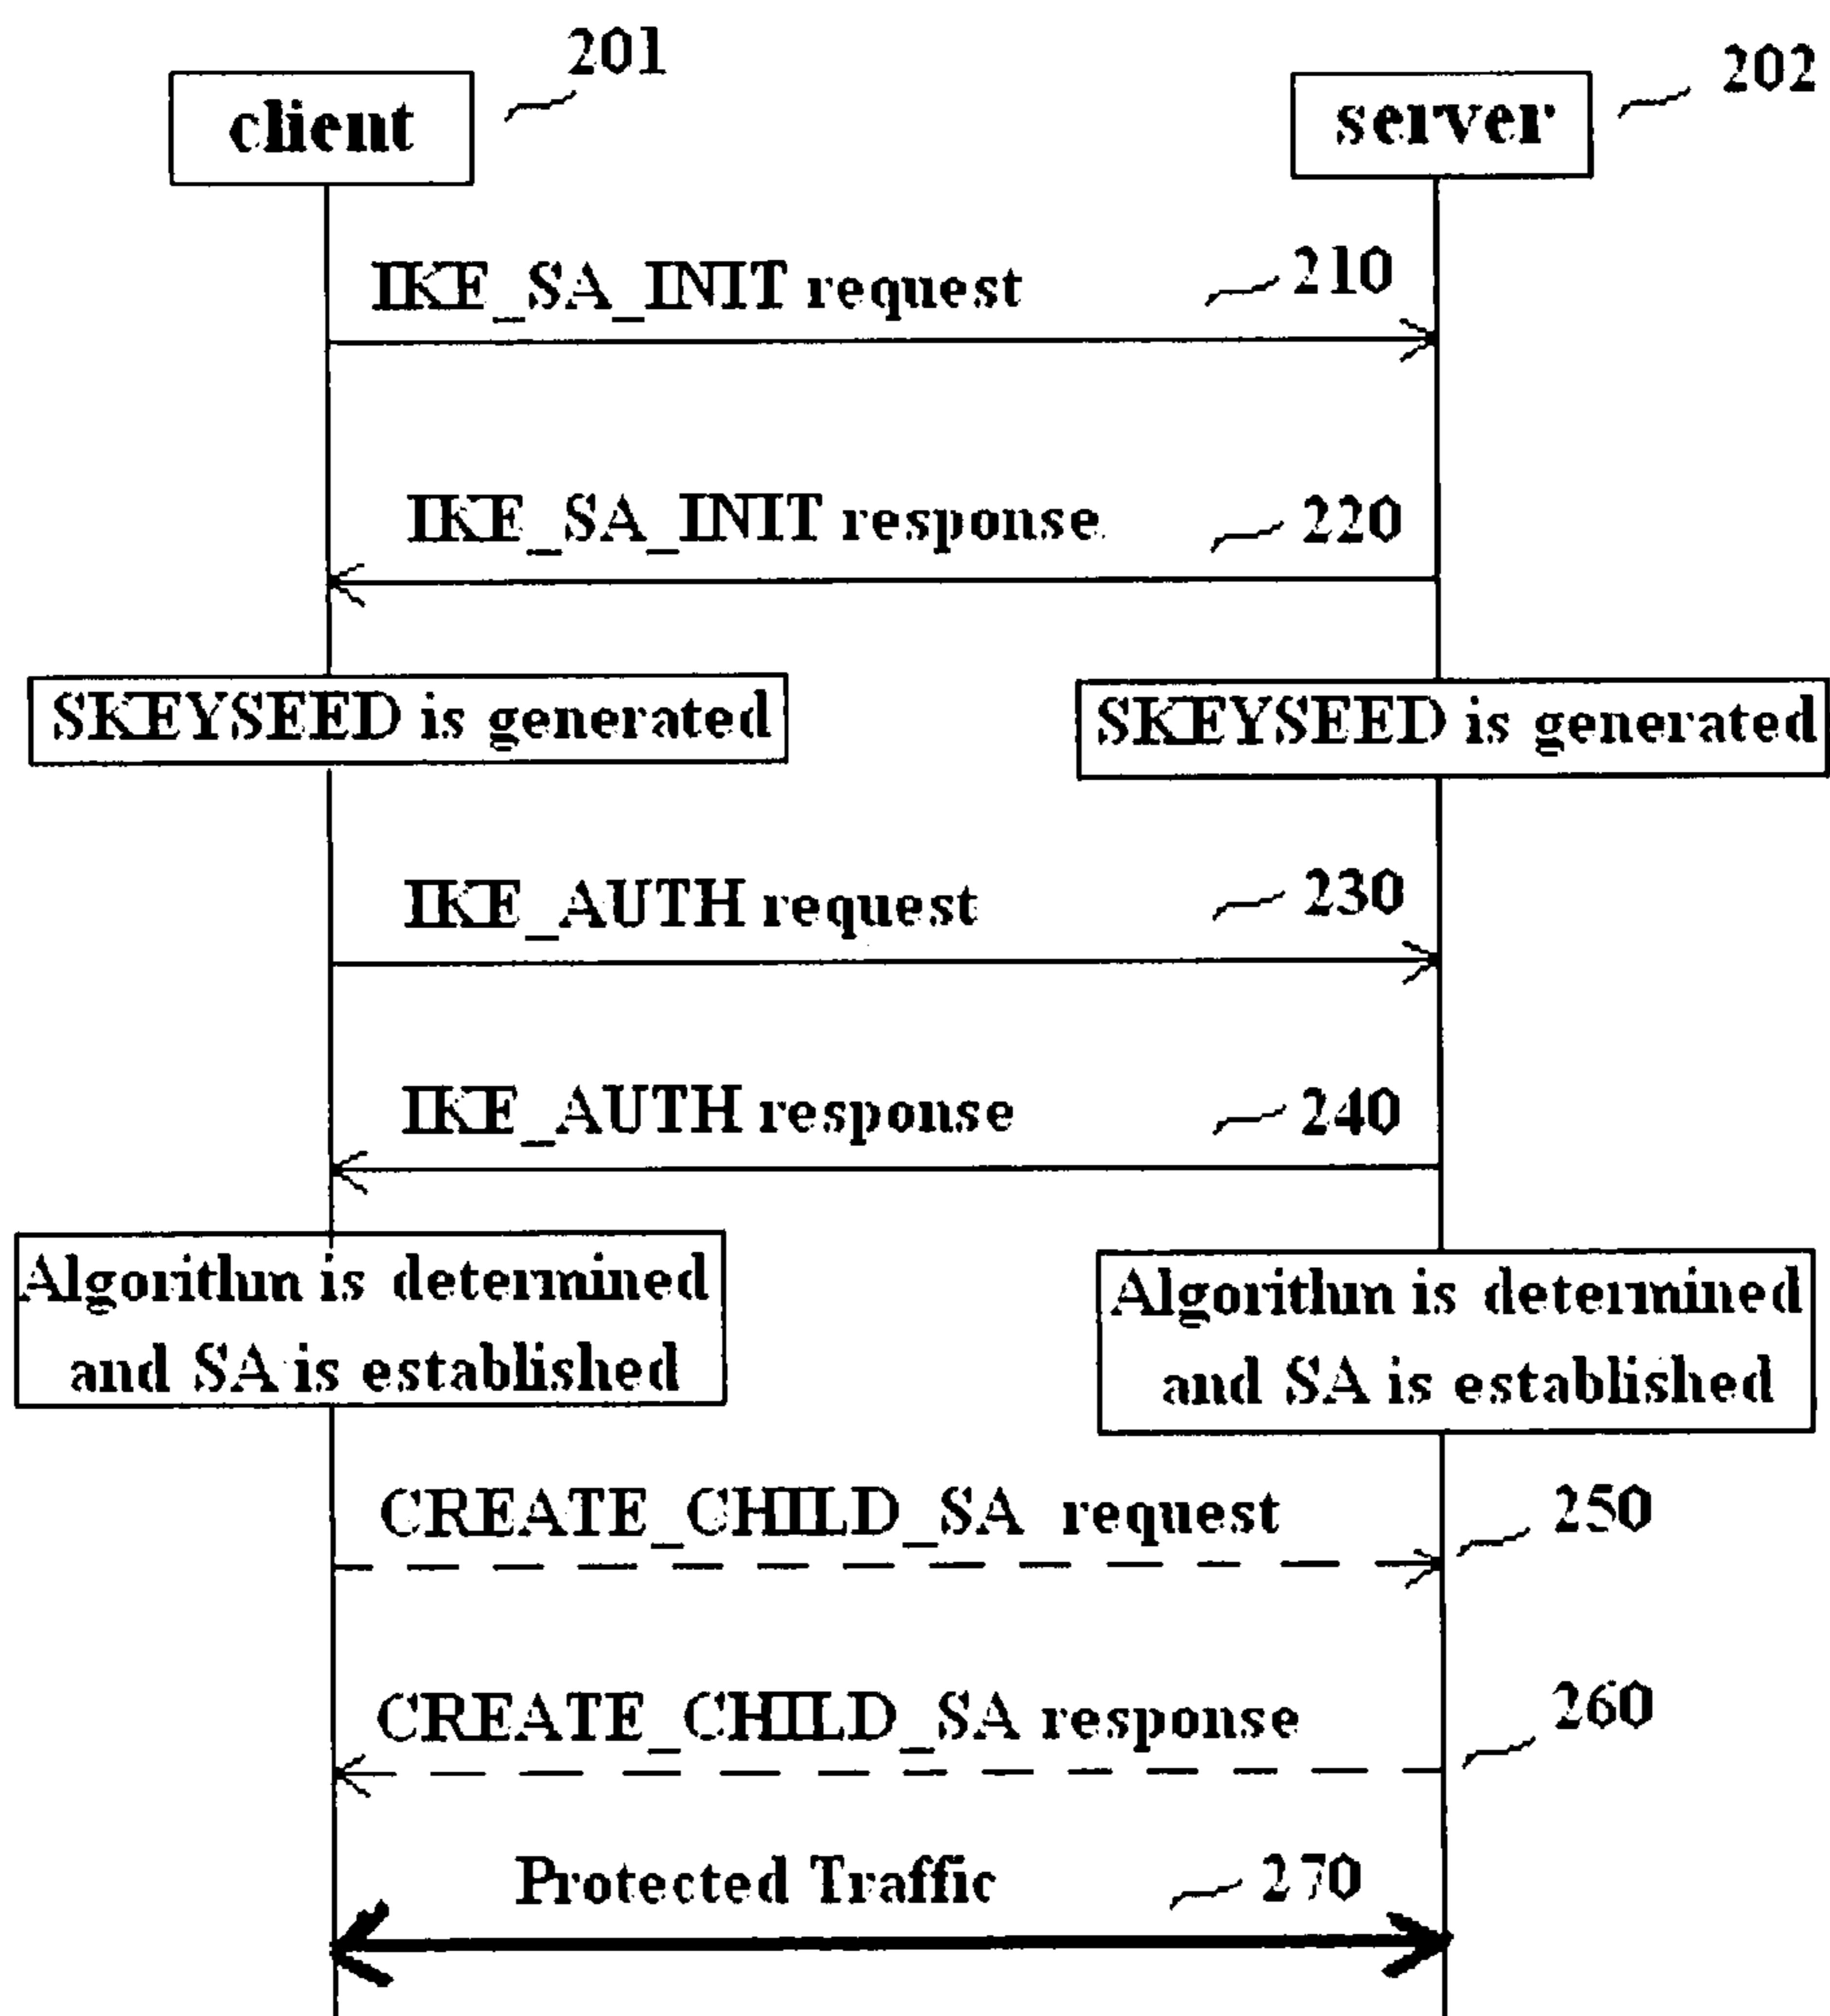 201
202
client
server
IKE_SA_INIT request
210
IKE_SA_INIT response
220
SKEYSEED is generated
SKEYSEED is generated
IKE_AUTH request
230
IKE_AUTH response
240
Algorithm is determined
and SA is established
Algorithm is determined
and SA is established
CREATE_CHILD_SA request
250
CREATE_CHILD_SA response
260
Protected Traffic
270